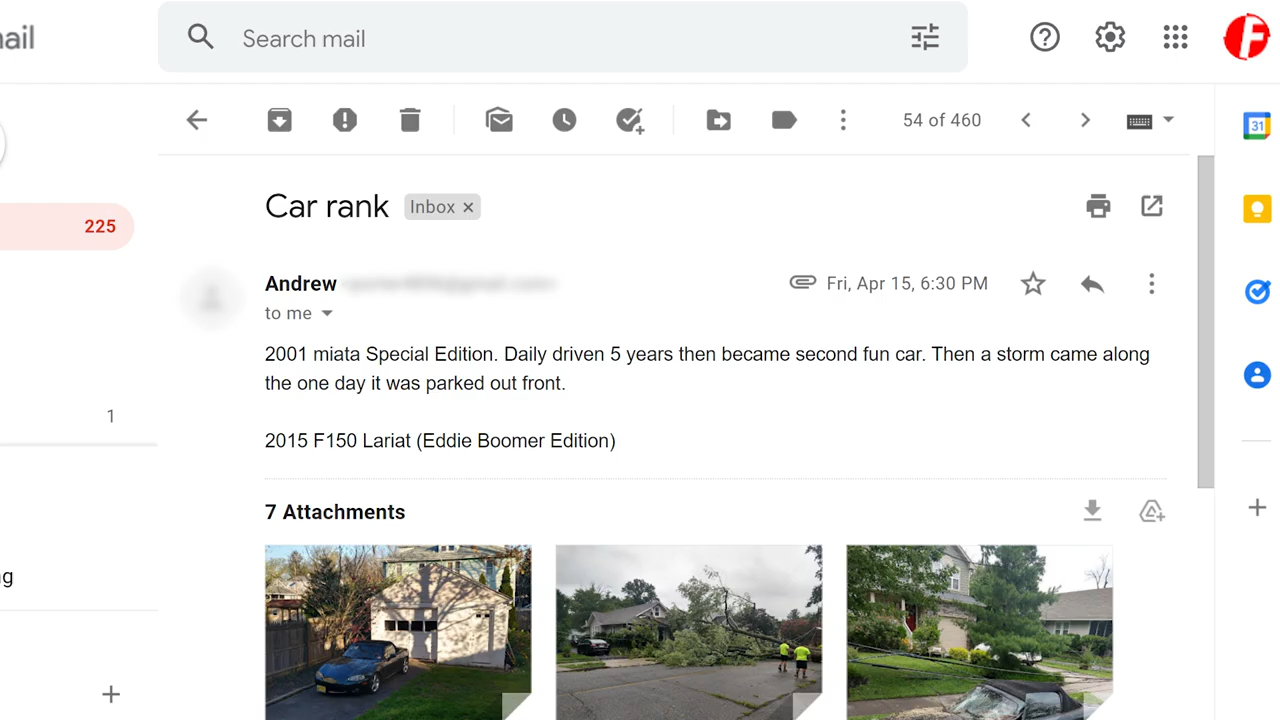 ail
Search mail
F
54 of 460
31
Car rank
Inbox
225
Andrew
Fri, Apr 15, 6:30 PM
to me
2001 miata Special Edition. Daily driven 5 years then became second fun car. Then a storm came along
the one day it was parked out front.
1
2015 F150 Lariat (Eddie Boomer Edition)
7 Attachments
g